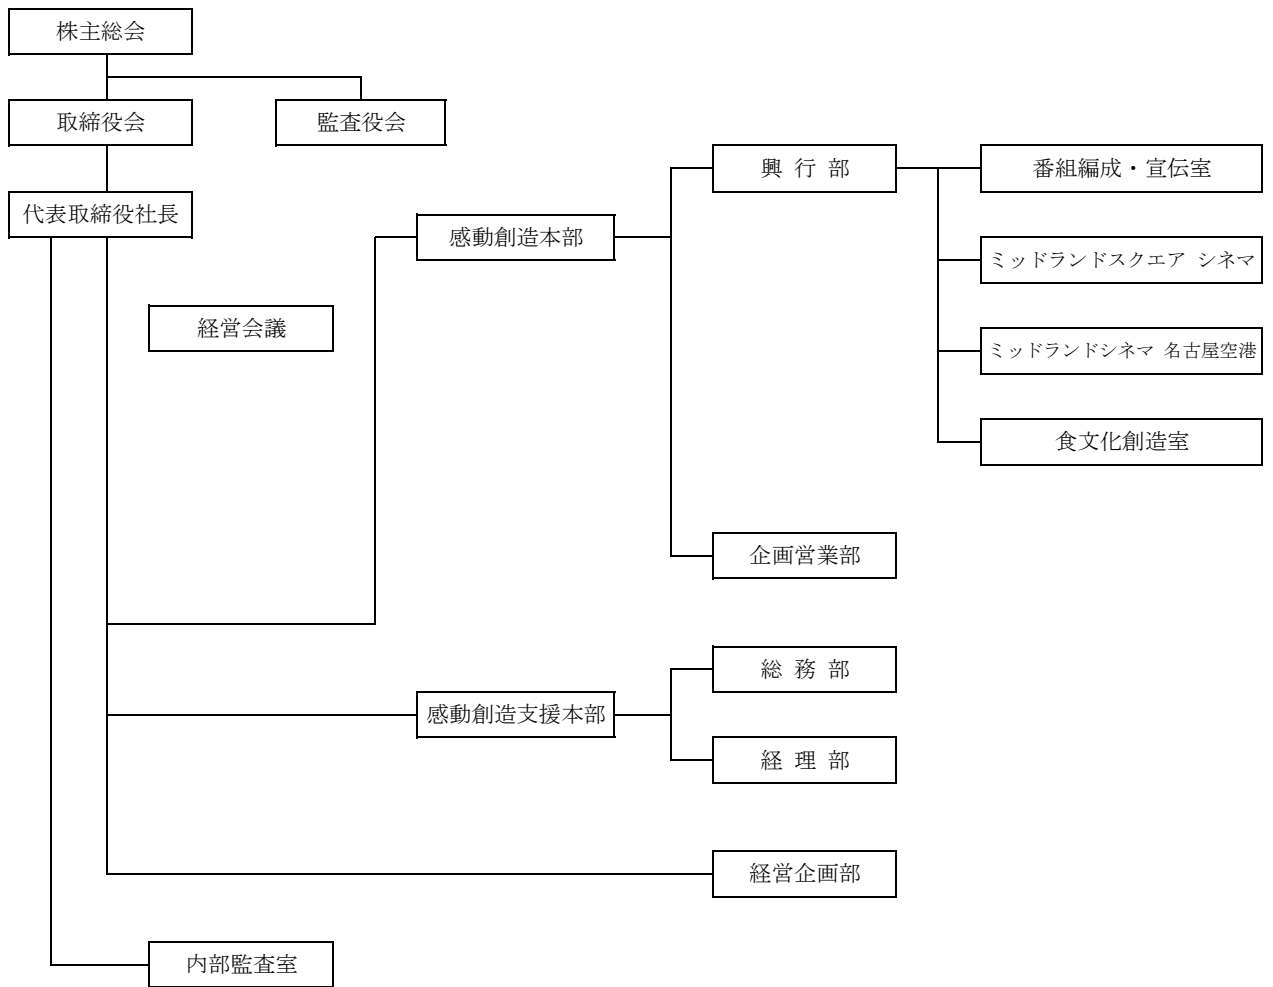 株主総会
取締役会
監査役会
代表取締役社長
経営会議
感動創造本部
興 行 部
番組編成・宣伝室
ミッドランドスクエア シネマ
ミッドランドシネマ 名古屋空港
食文化創造室
企画営業部
感動創造支援本部
総 務 部
経 理 部
経営企画部
内部監査室